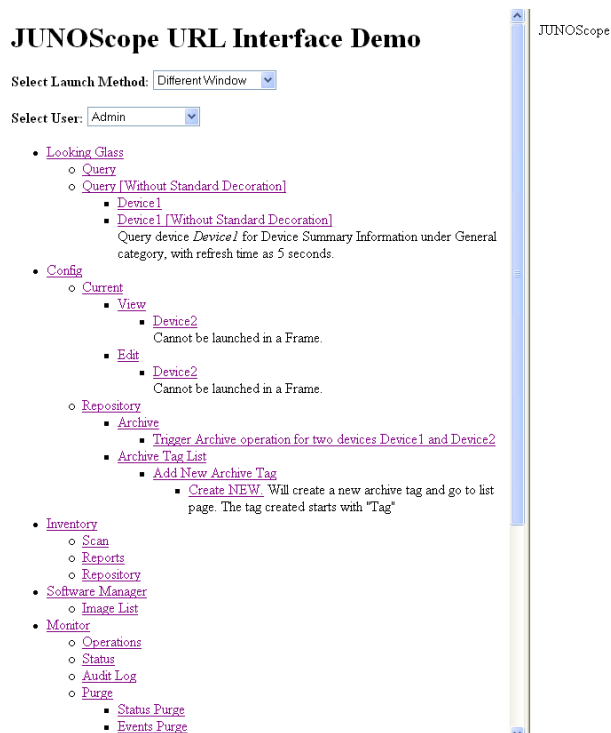 JUNOScope URL Interface Demo
JUNOScope
Select Launch Method: Different Window
Select User: Admin
Looking Glass
Query
Query [Without Standard Decoration]
Device1
Device1 [Without Standard Decoration]
Query device Device1 for Device Summary Information under General
category, with refresh time as 5 seconds.
Config
Current
View
Device2
Cannot be launched in a Frame.
Edit
Device2
Cannot be launched in a Frame.
Repository
Archive
Trigger Archive operation for two devices Device1 and Device2
Archive Tag List
Add New Archive Tag
Create NEW. Will create a new archive tag and go to list
page. The tag created starts with "Tag"
Inventory
Scan
Reports
Repository
Software Manager
Image List
Monitor
Operations
Status
Audit Log
Purge
Status Purge
Events Purge